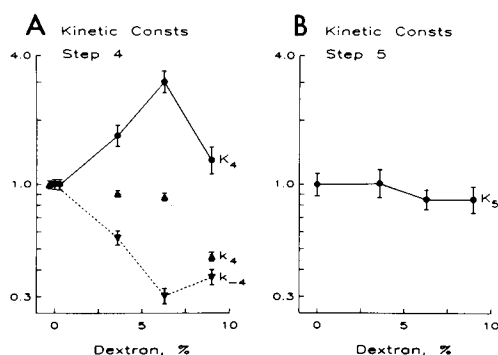 A Kinetic Consts
Step 4
4.0
1.0
0.3
K4
k4
k-4
0 5 10
Dextran, %
B Kinetic Consts
Step 5
4.0
1.0
0.3
K5
0 5 10
Dextran, %